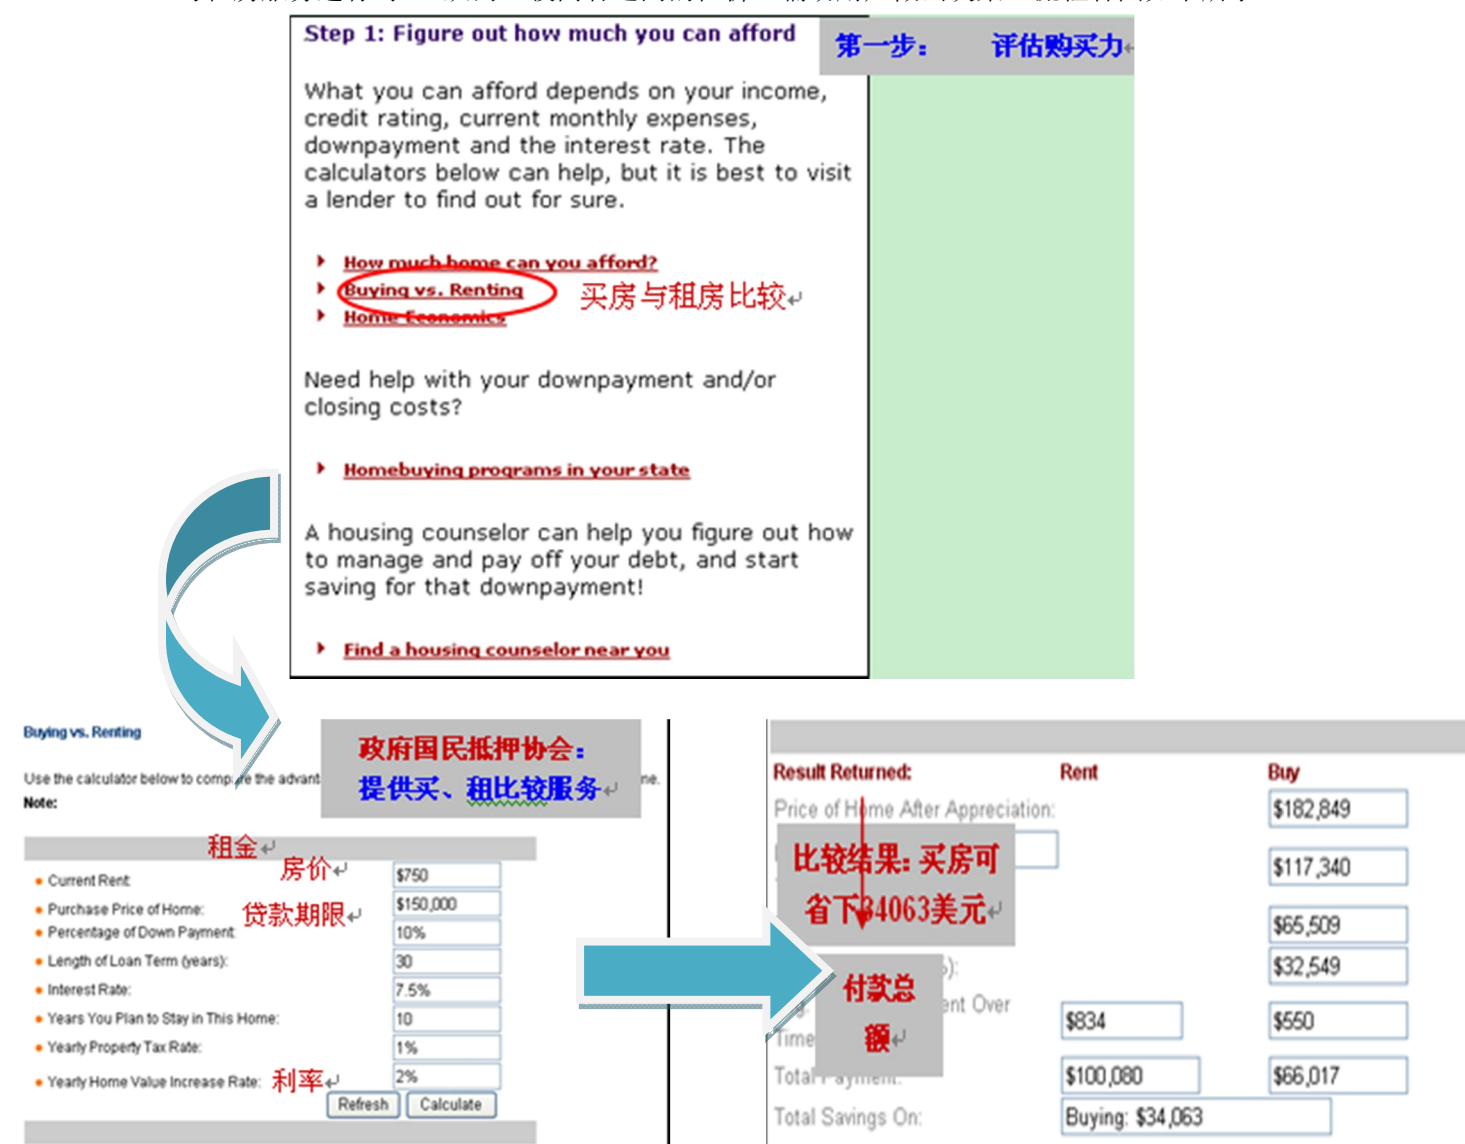 Step 1: Figure out how much you can afford
第一步： 评估购买力
What you can afford depends on your income,
credit rating, current monthly expenses,
downpayment and the interest rate. The
calculators below can help, but it is best to visit
a lender to find out for sure.
How much home can you afford?
Buying vs. Renting
买房与租房比较
Home Economics
Need help with your downpayment and/or
closing costs?
Homebuying programs in your state
A housing counselor can help you figure out how
to manage and pay off your debt, and start
saving for that downpayment!
Find a housing counselor near you
Buying vs. Renting
政府国民抵押协会：
提供买、租比较服务
Use the calculator below to compare the advant
ne.
Note:
租金
房价
Current Rent: $750
贷款期限
Purchase Price of Home: $150,000
Percentage of Down Payment: 10%
Length of Loan Term (years): 30
Interest Rate: 7.5%
Years You Plan to Stay in This Home: 10
Yearly Property Tax Rate: 1%
Yearly Home Value Increase Rate: 利率 2%
Refresh Calculate
Result Returned: Rent Buy
Price of Home After Appreciation: $182,849
比较结果：买房可
省下34063美元
$117,340
$65,509
): $32,549
付款总
额
ent Over
Time $834 $550
Total Payment: $100,080 $66,017
Total Savings On: Buying: $34,063